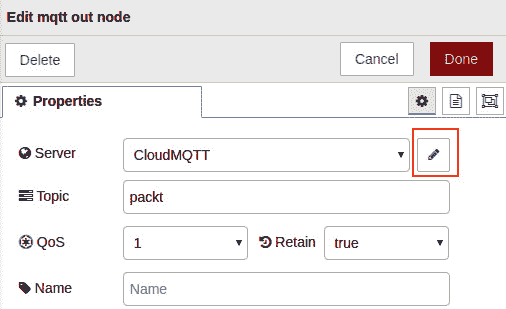 Edit mqtt out node
Delete
Cancel
Done
Properties
Server
CloudMQTT
Topic
packt
QoS
1
Retain
true
Name
Name